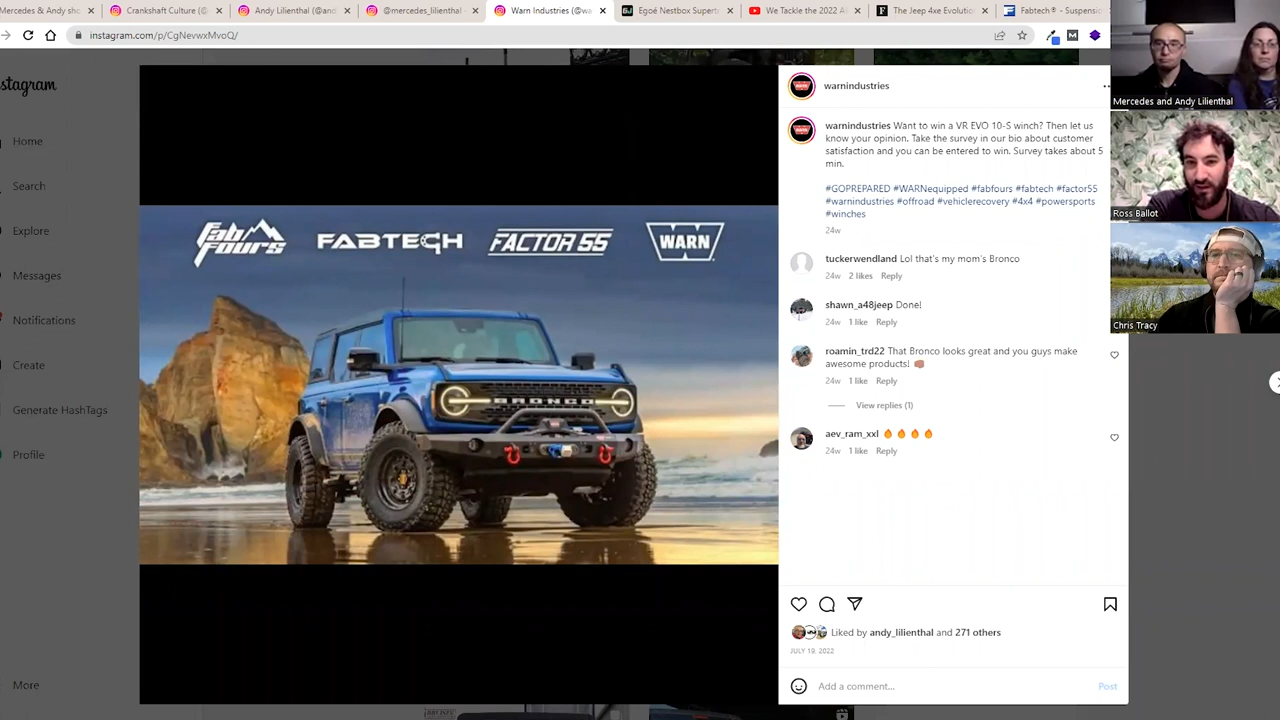 Mercedes & Andy sho
Crankshaft Culture (@
Andy Lilienthal (@and
@mercedes_lilienthal
Warn Industries (@wa
Egoé Nestbox Supert
We Tackle the 2022 A
The Jeep 4xe Evolutio
Fabtech® - Suspensi
instagram.com/p/CgNevwxMvoQ/
stagram
Home
Search
Explore
Messages
Notifications
Create
Generate HashTags
Profile
More
FAB FOURS
FABTECH
FACTOR 55
WARN
BRONCO
warnindustries
warnindustries Want to win a VR EVO 10-S winch? Then let us
know your opinion. Take the survey in our bio about customer
satisfaction and you can be entered to win. Survey takes about 5
min.
#GOPREPARED #WARNequipped #fabfours #fabtech #factor55
#warnindustries #offroad #vehiclerecovery #4x4 #powersports
#winches
24w
tuckerwendland Lol that's my mom's Bronco
24w 2 likes Reply
shawn_a48jeep Done!
24w 1 like Reply
roamin_trd22 That Bronco looks great and you guys make
awesome products! 👊🏽
24w 1 like Reply
View replies (1)
aev_ram_xxl 🔥 🔥 🔥 🔥
24w 1 like Reply
Liked by andy_lilienthal and 271 others
JULY 19, 2022
Add a comment...
Post
Mercedes and Andy Lilienthal
Ross Ballot
Chris Tracy